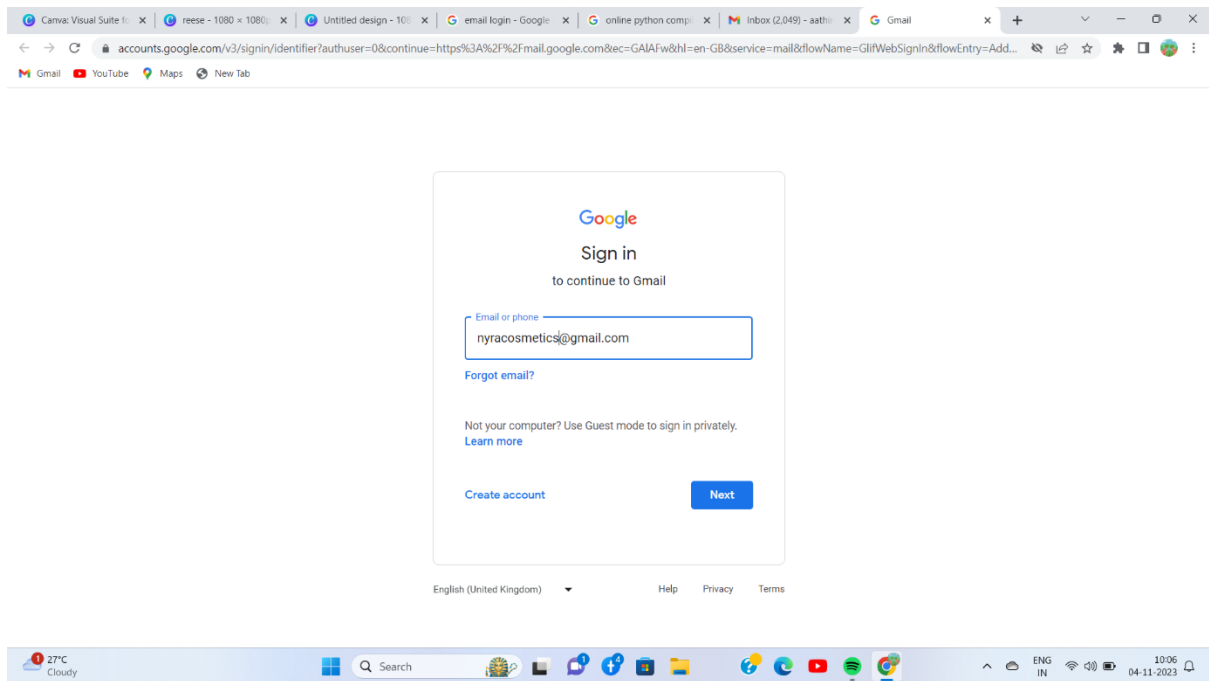 Canva: Visual Suite fo
reese - 1080 × 1080p
Untitled design - 108
email login - Google
online python compil
Inbox (2,049) - aathir
Gmail
accounts.google.com/v3/signin/identifier?authuser=0&continue=https%3A%2F%2Fmail.google.com&ec=GAlAFw&hl=en-GB&service=mail&flowName=GlifWebSignIn&flowEntry=Add...
Gmail YouTube Maps New Tab
Google
Sign in
to continue to Gmail
Email or phone
nyracosmetics@gmail.com
Forgot email?
Not your computer? Use Guest mode to sign in privately.
Learn more
Create account
Next
English (United Kingdom)
Help Privacy Terms
1
27°C
Cloudy
Search
1
ENG
IN
10:06
04-11-2023